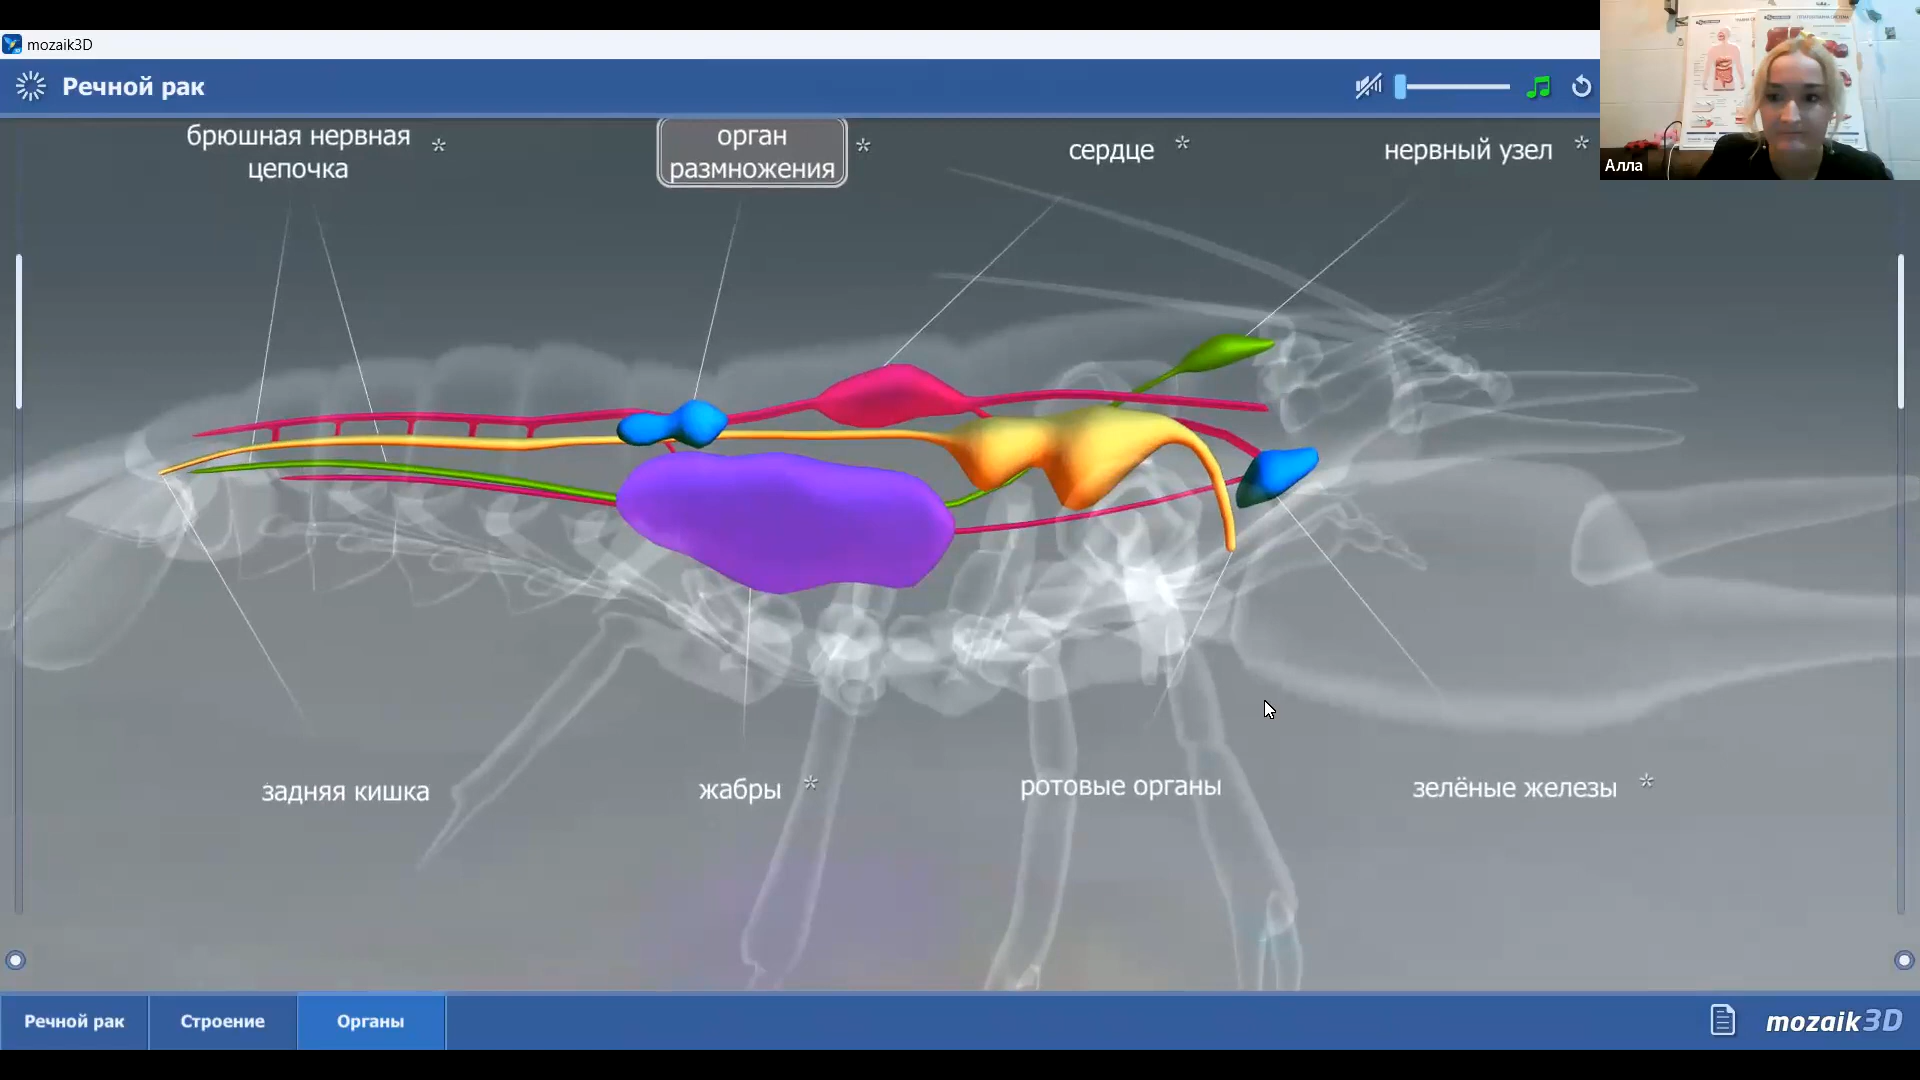 mozaik3D
Речной рак
Алла
брюшная нервная
цепочка
*
орган
размножения
*
сердце *
нервный узел *
задняя кишка
жабры *
ротовые органы
зелёные железы *
Речной рак
Строение
Органы
mozaik3D